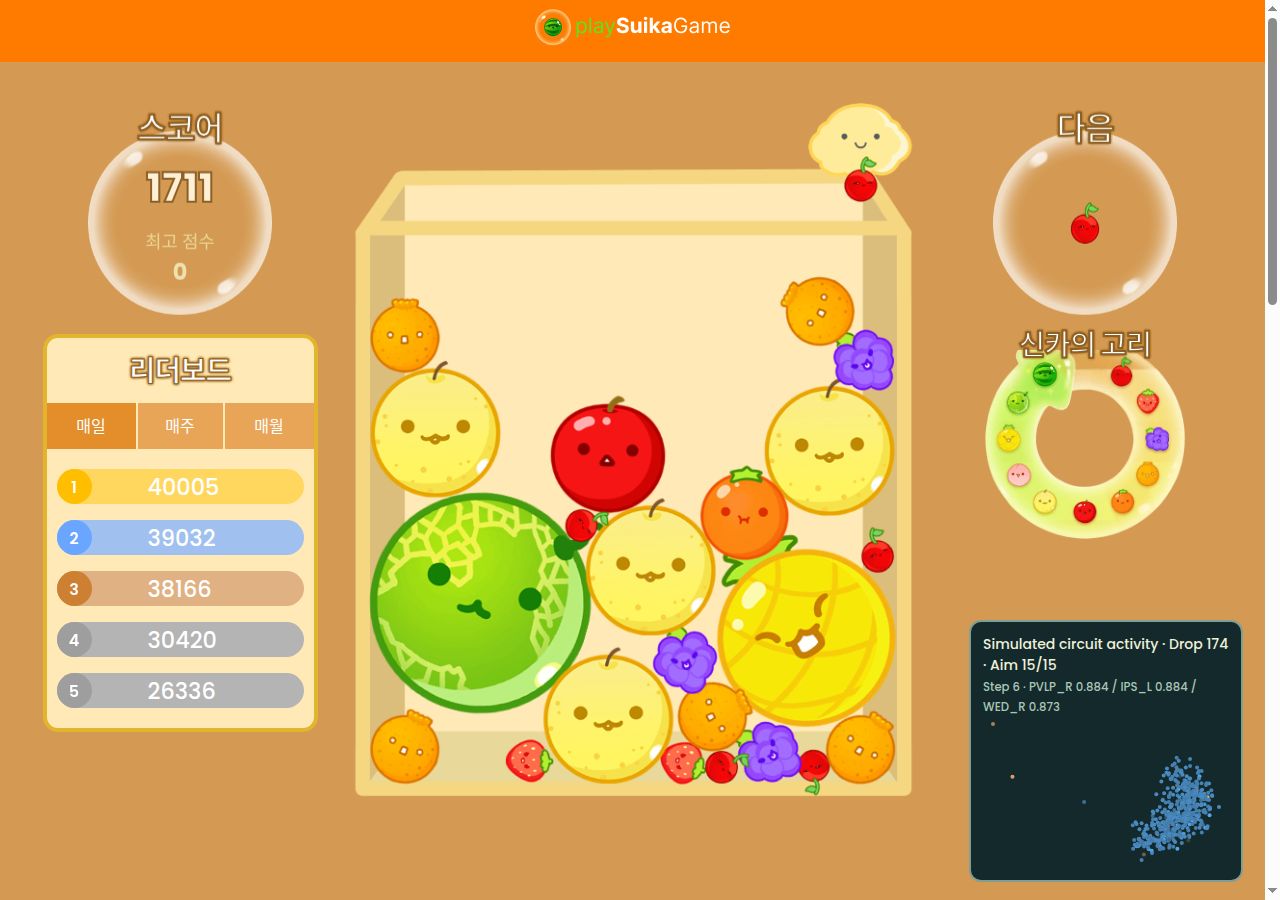 playSuikaGame
스코어
1711
최고 점수
0
다음
리더보드
매일 매주 매월
1 40005
2 39032
3 38166
4 30420
5 26336
신카의 고리
Simulated circuit activity · Drop 174
· Aim 15/15
Step 6 · PVLP_R 0.884 / IPS_L 0.884 /
WED_R 0.873